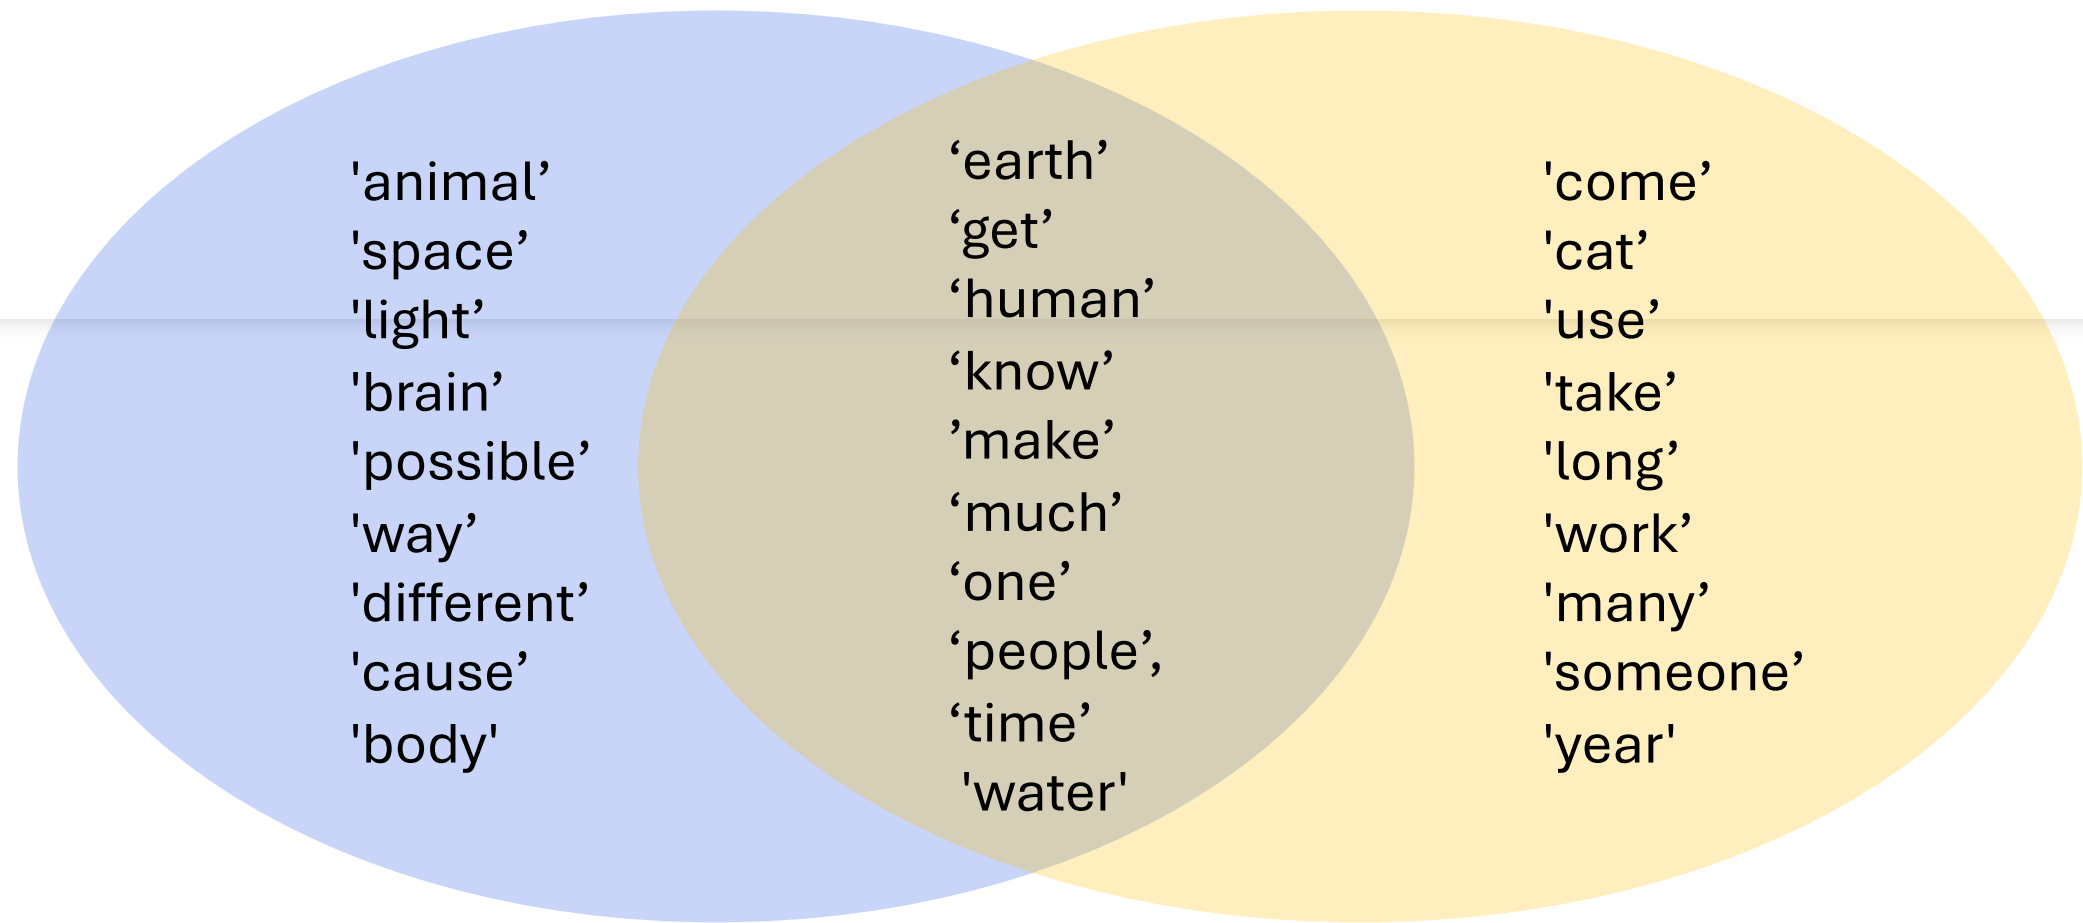 'animal’
'space’
'light’
'brain’
'possible’
'way’
'different’
'cause’
'body'
‘earth’
‘get’
‘human’
‘know’
’make’
‘much’
‘one’
‘people’,
‘time’
'water'
'come’
'cat’
'use’
'take’
'long’
'work’
'many’
'someone’
'year'